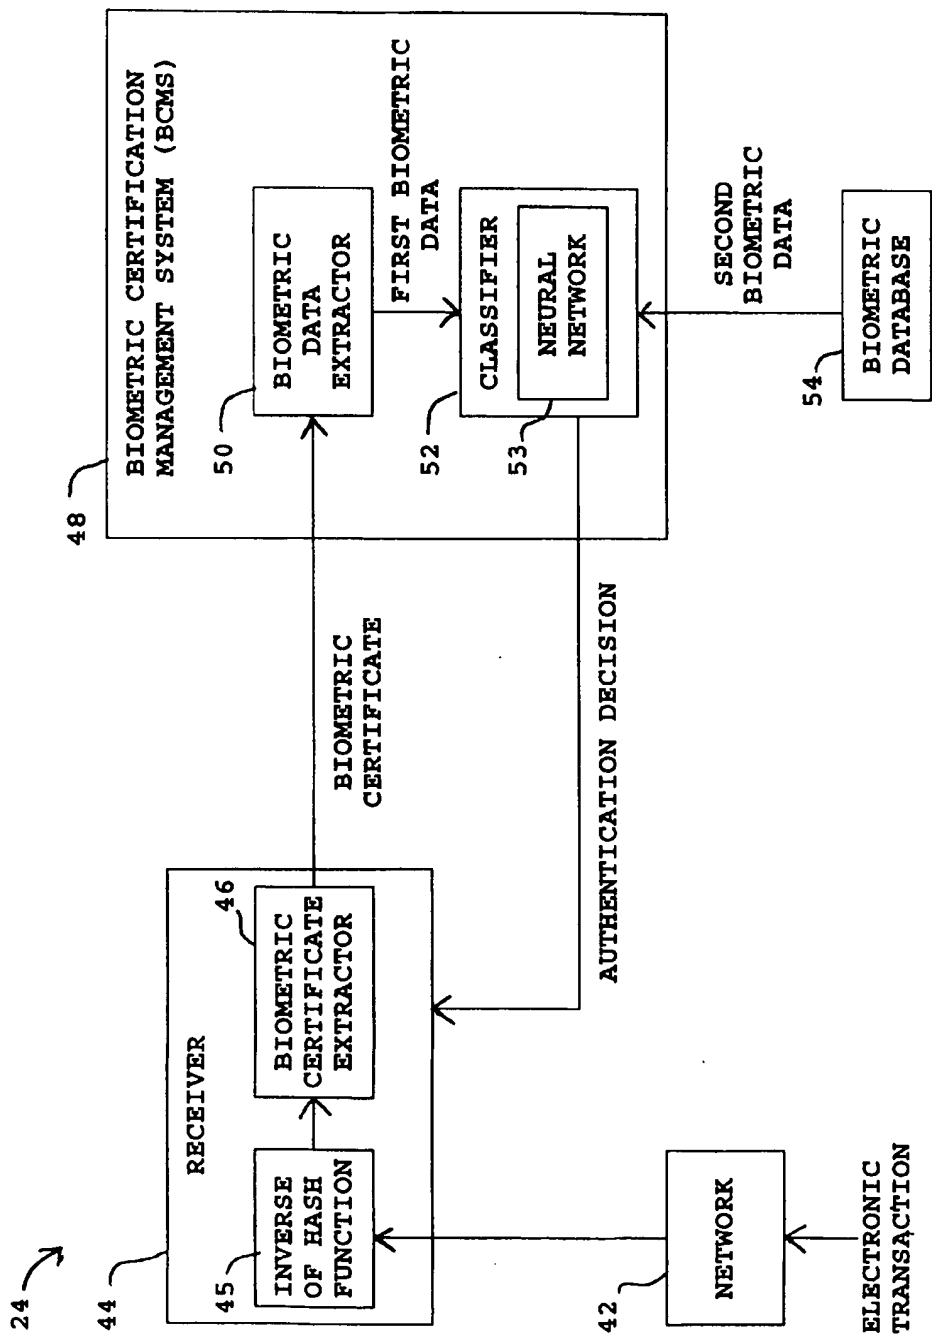 24
44
RECEIVER
45
INVERSE
OF HASH
FUNCTION
46
BIOMETRIC
CERTIFICATE
EXTRACTOR
42
NETWORK
ELECTRONIC
TRANSACTION
BIOMETRIC
CERTIFICATE
AUTHENTICATION DECISION
48
BIOMETRIC CERTIFICATION
MANAGEMENT SYSTEM (BCMS)
50
BIOMETRIC
DATA
EXTRACTOR
FIRST BIOMETRIC
DATA
52
CLASSIFIER
53
NEURAL
NETWORK
SECOND
BIOMETRIC
DATA
54
BIOMETRIC
DATABASE